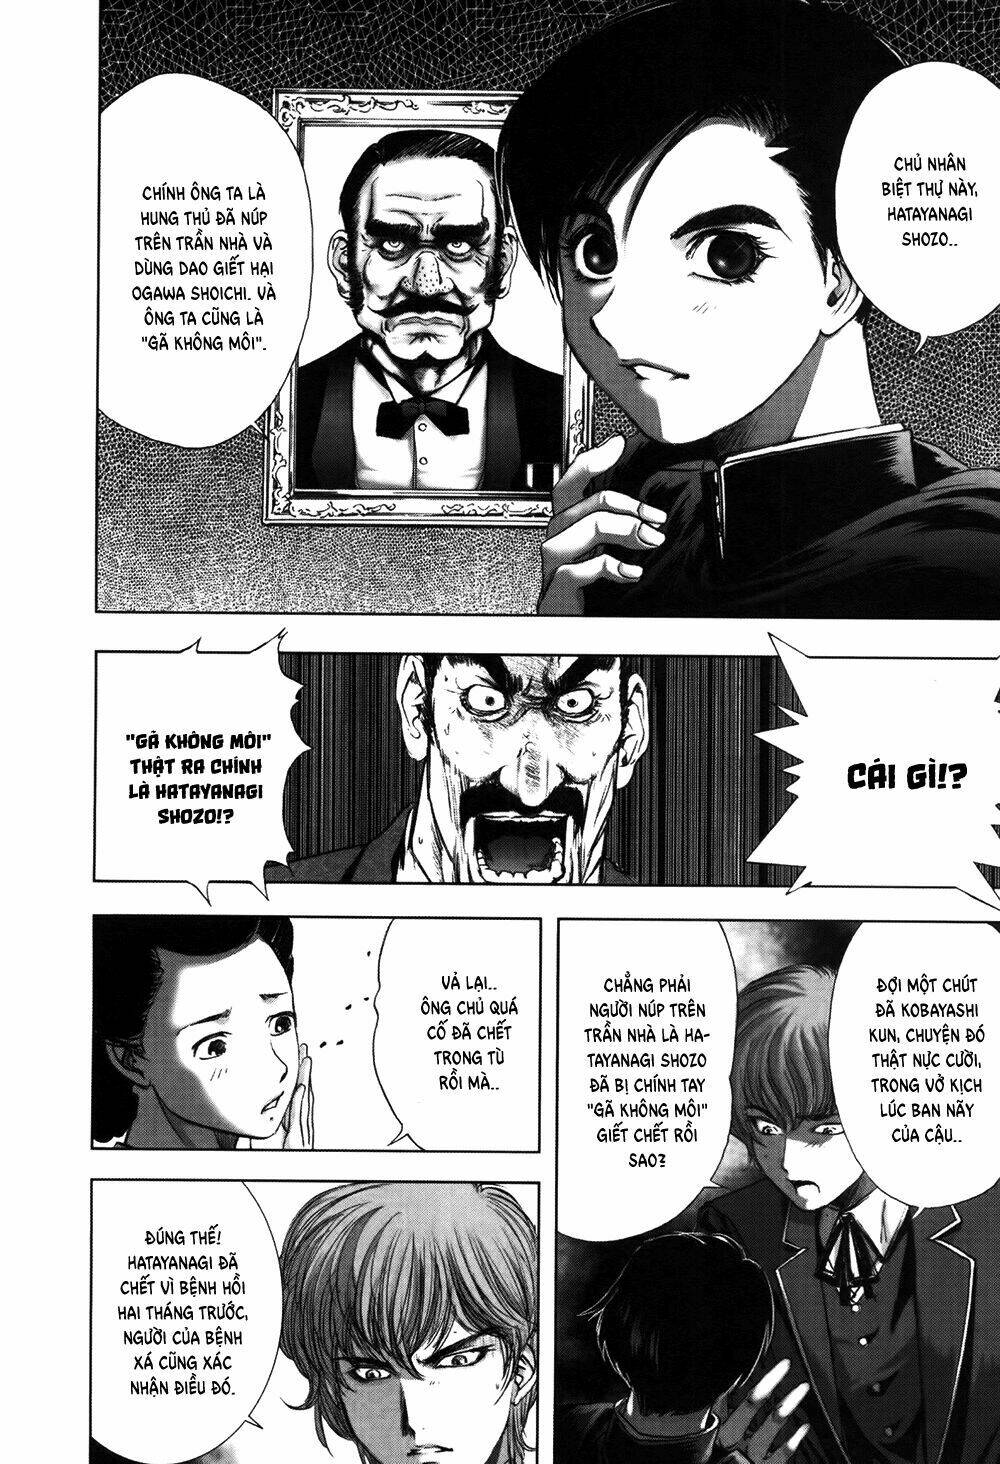 CHỦ NHÂN
BIỆT THỰ NÀY,
HATAYANAGI
SHOZO..
CHÍNH ÔNG TA LÀ
HUNG THỦ ĐÃ NÚP
TRÊN TRẦN NHÀ VÀ
DÙNG DAO GIẾT HẠI
OGAWA SHOICHI. VÀ
ÔNG TA CŨNG LÀ
"GÃ KHÔNG MÔI".
CÁI GÌ!?
"GÃ KHÔNG MÔI"
THẬT RA CHÍNH
LÀ HATAYANAGI
SHOZO!?
ĐỢI MỘT CHÚT
ĐÃ KOBAYASHI
KUN, CHUYỆN ĐÓ
THẬT NỰC CƯỜI,
TRONG VỞ KỊCH
LÚC BAN NÃY
CỦA CẬU..
CHẲNG PHẢI
NGƯỜI NÚP TRÊN
TRẦN NHÀ LÀ HA-
TAYANAGI SHOZO
ĐÃ BỊ CHÍNH TAY
"GÃ KHÔNG MÔI"
GIẾT CHẾT RỒI
SAO?
VẢ LẠI..
ÔNG CHỦ QUÁ
CỐ ĐÃ CHẾT
TRONG TÙ
RỒI MÀ..
ĐÚNG THẾ!
HATAYANAGI ĐÃ
CHẾT VÌ BỆNH HỒI
HAI THÁNG TRƯỚC,
NGƯỜI CỦA BỆNH
XÁ CŨNG XÁC
NHẬN ĐIỀU ĐÓ.